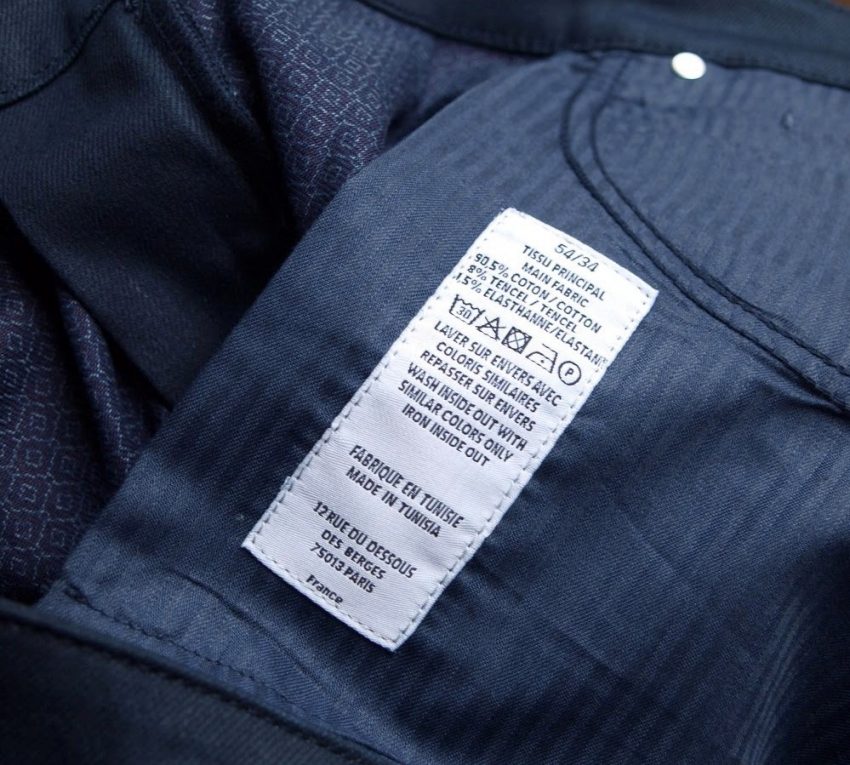 54/34
TISSU PRINCIPAL
MAIN FABRIC
90,5% COTON / COTTON
8% TENCEL / TENCEL
1,5% ELASTHANNE/ELASTAN
30 P
LAVER SUR ENVERS AVEC
COLORIS SIMILAIRES
REPASSER SUR ENVERS
WASH INSIDE OUT WITH
SIMILAR COLORS ONLY
IRON INSIDE OUT
FABRIQUE EN TUNISIE
MADE IN TUNISIA
12 RUE DU DESSOUS
DES BERGES
75013 PARIS
France